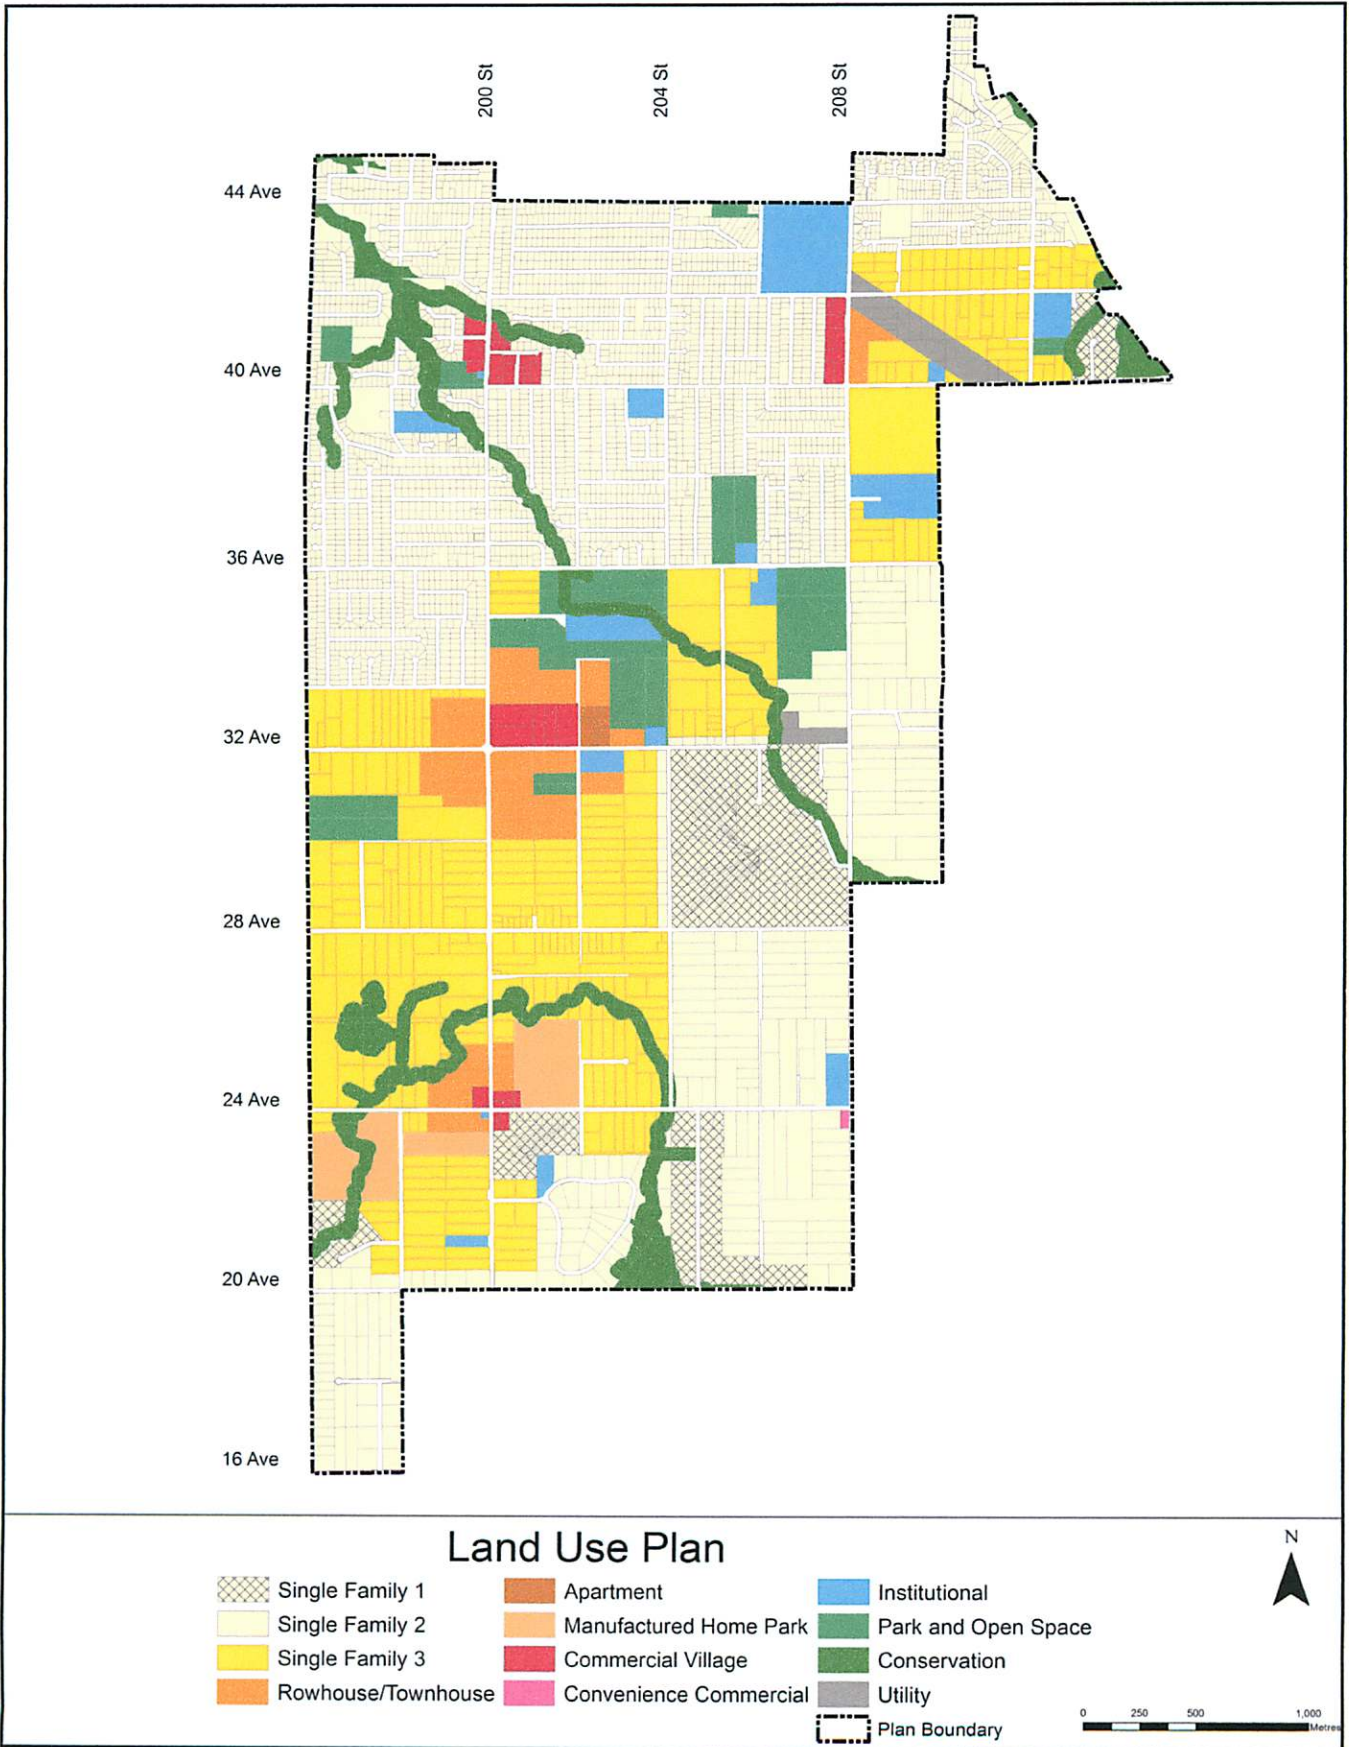 200 St
204 St
208 St
44 Ave
40 Ave
36 Ave
32 Ave
28 Ave
24 Ave
20 Ave
16 Ave
Land Use Plan
N
Single Family 1
Single Family 2
Single Family 3
Rowhouse/Townhouse
Apartment
Manufactured Home Park
Commercial Village
Convenience Commercial
Institutional
Park and Open Space
Conservation
Utility
Plan Boundary
0 250 500 1,000
Metres